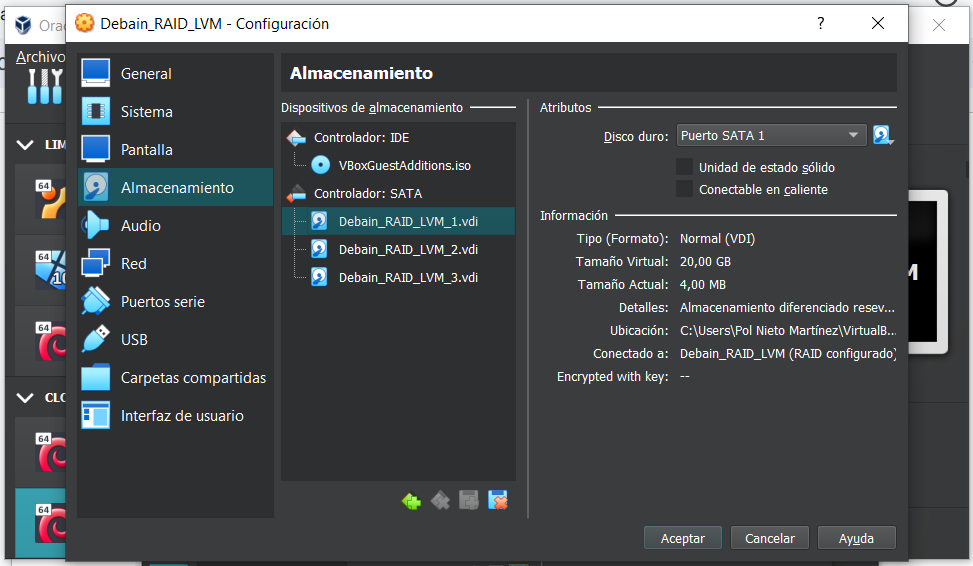 Debain_RAID_LVM - Configuración
?
Orac
Archivo
LIM
64
64
10
64
CLO
64
64
General
Sistema
Pantalla
Almacenamiento
Audio
Red
Puertos serie
USB
Carpetas compartidas
Interfaz de usuario
Almacenamiento
Dispositivos de almacenamiento
Controlador: IDE
VBoxGuestAdditions.iso
Controlador: SATA
Debain_RAID_LVM_1.vdi
Debain_RAID_LVM_2.vdi
Debain_RAID_LVM_3.vdi
Atributos
Disco duro: Puerto SATA 1
Unidad de estado sólido
Conectable en caliente
Información
Tipo (Formato): Normal (VDI)
Tamaño Virtual: 20,00 GB
Tamaño Actual: 4,00 MB
Detalles: Almacenamiento diferenciado resev...
Ubicación: C:\Users\Pol Nieto Martínez\VirtualB...
Conectado a: Debain_RAID_LVM (RAID configurado)
Encrypted with key: --
M
Aceptar
Cancelar
Ayuda